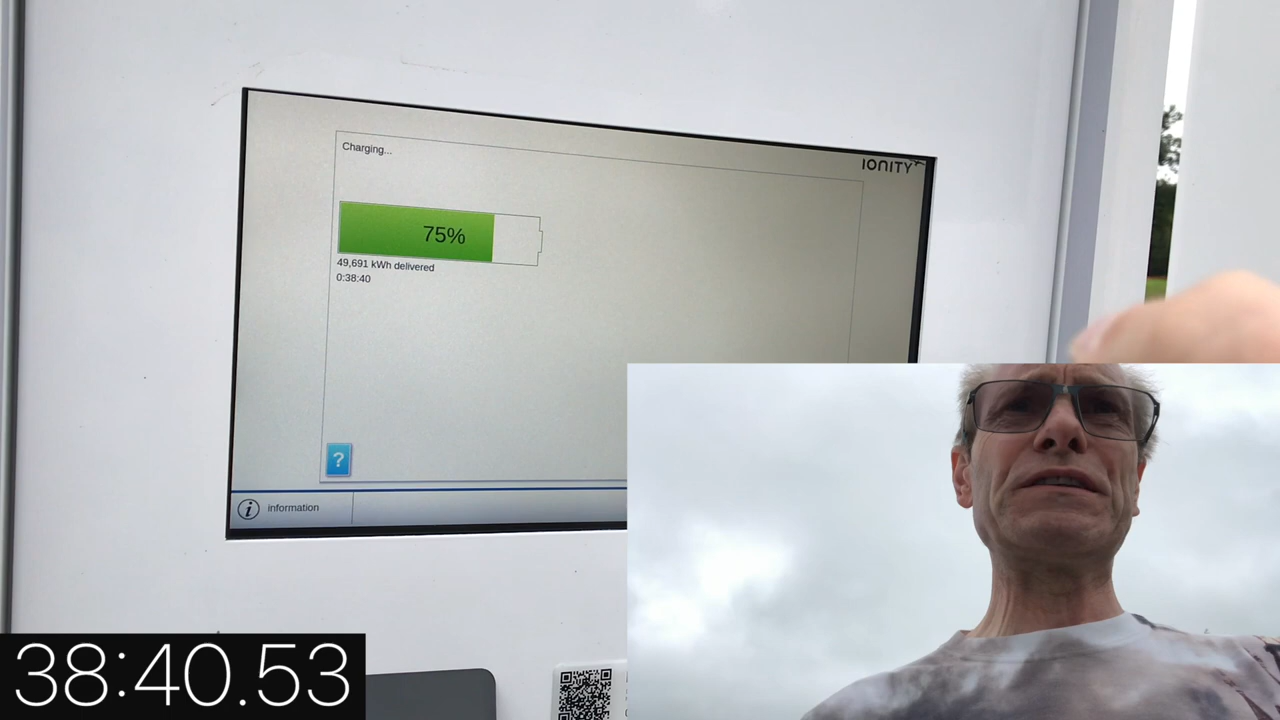 Charging...
IONITY
75%
49,691 kWh delivered
0:38:40
?
i information
38:40.53